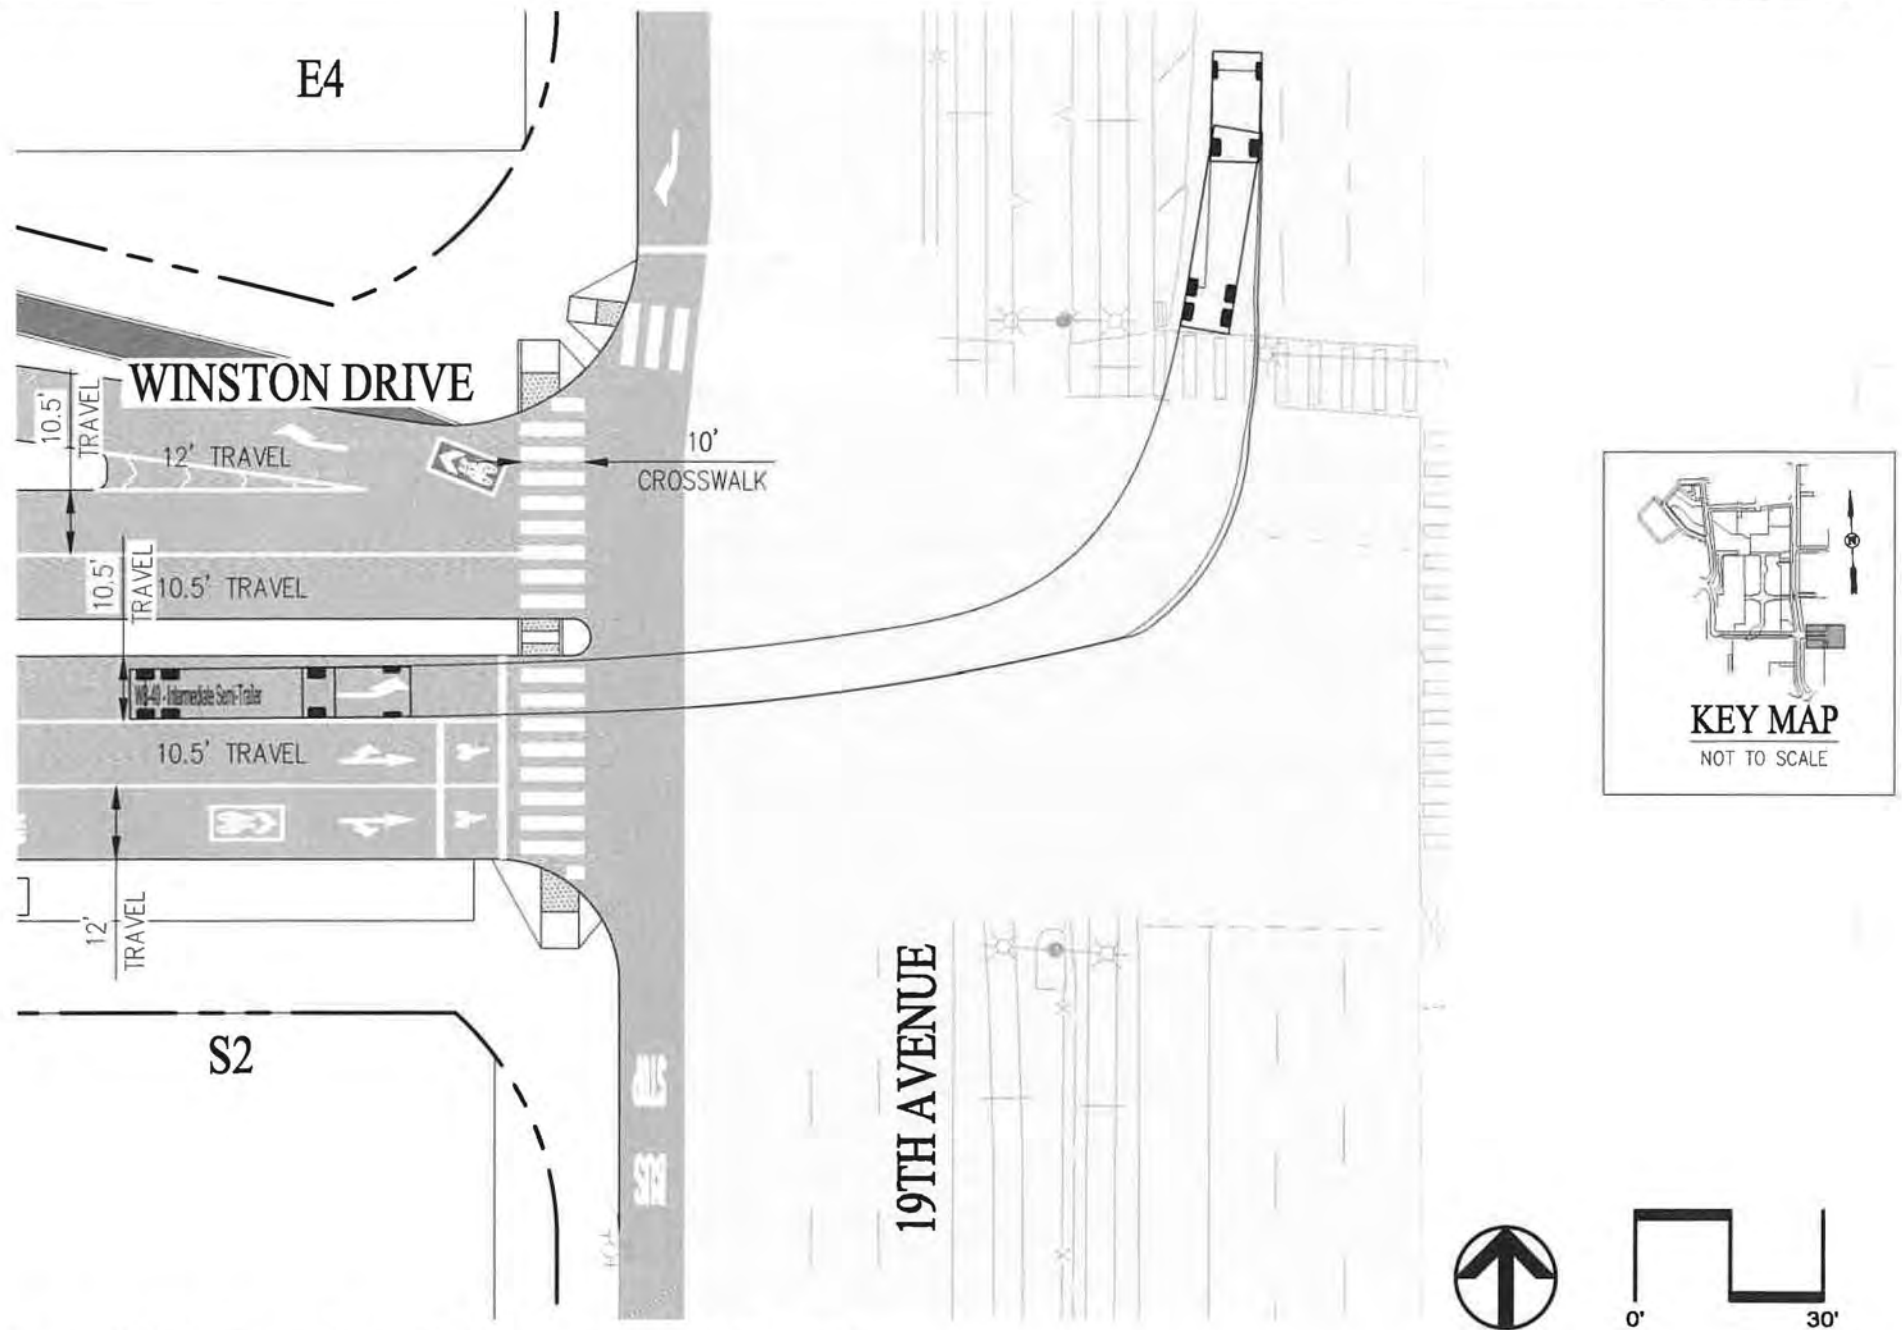 E4
WINSTON DRIVE
10.5'
TRAVEL
12' TRAVEL
10'
CROSSWALK
10.5'
TRAVEL
10.5' TRAVEL
WB-40 - Intermediate Semi-Trailer
10.5' TRAVEL
12'
TRAVEL
KEY MAP
NOT TO SCALE
19TH AVENUE
S2
STOP
BUS
0'
30'